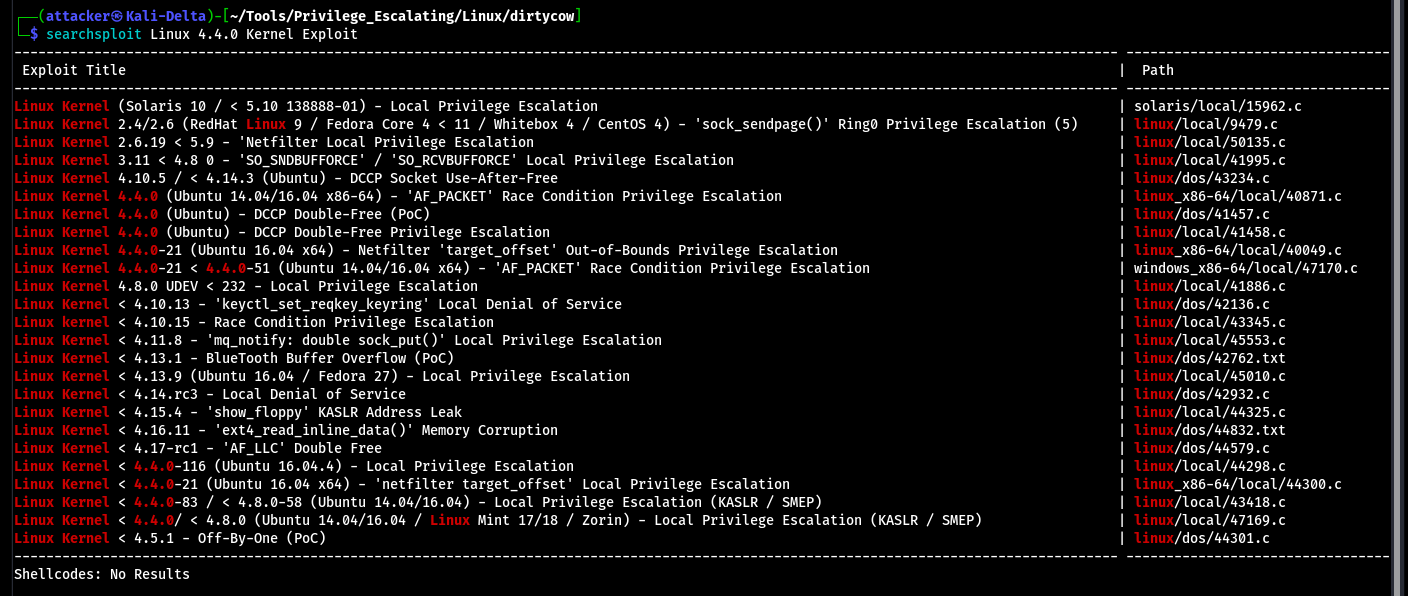 ┌──(attacker㉿Kali-Delta)-[~/Tools/Privilege_Escalating/Linux/dirtycow]
└─$ searchsploit Linux 4.4.0 Kernel Exploit
---------------------------------------------------------------------------------------------------------------------------------------- ---------------------------------
Exploit Title | Path
---------------------------------------------------------------------------------------------------------------------------------------- ---------------------------------
Linux Kernel (Solaris 10 / < 5.10 138888-01) - Local Privilege Escalation | solaris/local/15962.c
Linux Kernel 2.4/2.6 (RedHat Linux 9 / Fedora Core 4 < 11 / Whitebox 4 / CentOS 4) - 'sock_sendpage()' Ring0 Privilege Escalation (5) | linux/local/9479.c
Linux Kernel 2.6.19 < 5.9 - 'Netfilter Local Privilege Escalation | linux/local/50135.c
Linux Kernel 3.11 < 4.8 0 - 'SO_SNDBUFFORCE' / 'SO_RCVBUFFORCE' Local Privilege Escalation | linux/local/41995.c
Linux Kernel 4.10.5 / < 4.14.3 (Ubuntu) - DCCP Socket Use-After-Free | linux/dos/43234.c
Linux Kernel 4.4.0 (Ubuntu 14.04/16.04 x86-64) - 'AF_PACKET' Race Condition Privilege Escalation | linux_x86-64/local/40871.c
Linux Kernel 4.4.0 (Ubuntu) - DCCP Double-Free (PoC) | linux/dos/41457.c
Linux Kernel 4.4.0 (Ubuntu) - DCCP Double-Free Privilege Escalation | linux/local/41458.c
Linux Kernel 4.4.0-21 (Ubuntu 16.04 x64) - Netfilter 'target_offset' Out-of-Bounds Privilege Escalation | linux_x86-64/local/40049.c
Linux Kernel 4.4.0-21 < 4.4.0-51 (Ubuntu 14.04/16.04 x64) - 'AF_PACKET' Race Condition Privilege Escalation | windows_x86-64/local/47170.c
Linux Kernel 4.8.0 UDEV < 232 - Local Privilege Escalation | linux/local/41886.c
Linux Kernel < 4.10.13 - 'keyctl_set_reqkey_keyring' Local Denial of Service | linux/dos/42136.c
Linux kernel < 4.10.15 - Race Condition Privilege Escalation | linux/local/43345.c
Linux Kernel < 4.11.8 - 'mq_notify: double sock_put()' Local Privilege Escalation | linux/local/45553.c
Linux Kernel < 4.13.1 - BlueTooth Buffer Overflow (PoC) | linux/dos/42762.txt
Linux Kernel < 4.13.9 (Ubuntu 16.04 / Fedora 27) - Local Privilege Escalation | linux/local/45010.c
Linux Kernel < 4.14.rc3 - Local Denial of Service | linux/dos/42932.c
Linux Kernel < 4.15.4 - 'show_floppy' KASLR Address Leak | linux/local/44325.c
Linux Kernel < 4.16.11 - 'ext4_read_inline_data()' Memory Corruption | linux/dos/44832.txt
Linux Kernel < 4.17-rc1 - 'AF_LLC' Double Free | linux/dos/44579.c
Linux Kernel < 4.4.0-116 (Ubuntu 16.04.4) - Local Privilege Escalation | linux/local/44298.c
Linux Kernel < 4.4.0-21 (Ubuntu 16.04 x64) - 'netfilter target_offset' Local Privilege Escalation | linux_x86-64/local/44300.c
Linux Kernel < 4.4.0-83 / < 4.8.0-58 (Ubuntu 14.04/16.04) - Local Privilege Escalation (KASLR / SMEP) | linux/local/43418.c
Linux Kernel < 4.4.0/ < 4.8.0 (Ubuntu 14.04/16.04 / Linux Mint 17/18 / Zorin) - Local Privilege Escalation (KASLR / SMEP) | linux/local/47169.c
Linux Kernel < 4.5.1 - Off-By-One (PoC) | linux/dos/44301.c
---------------------------------------------------------------------------------------------------------------------------------------- ---------------------------------
Shellcodes: No Results